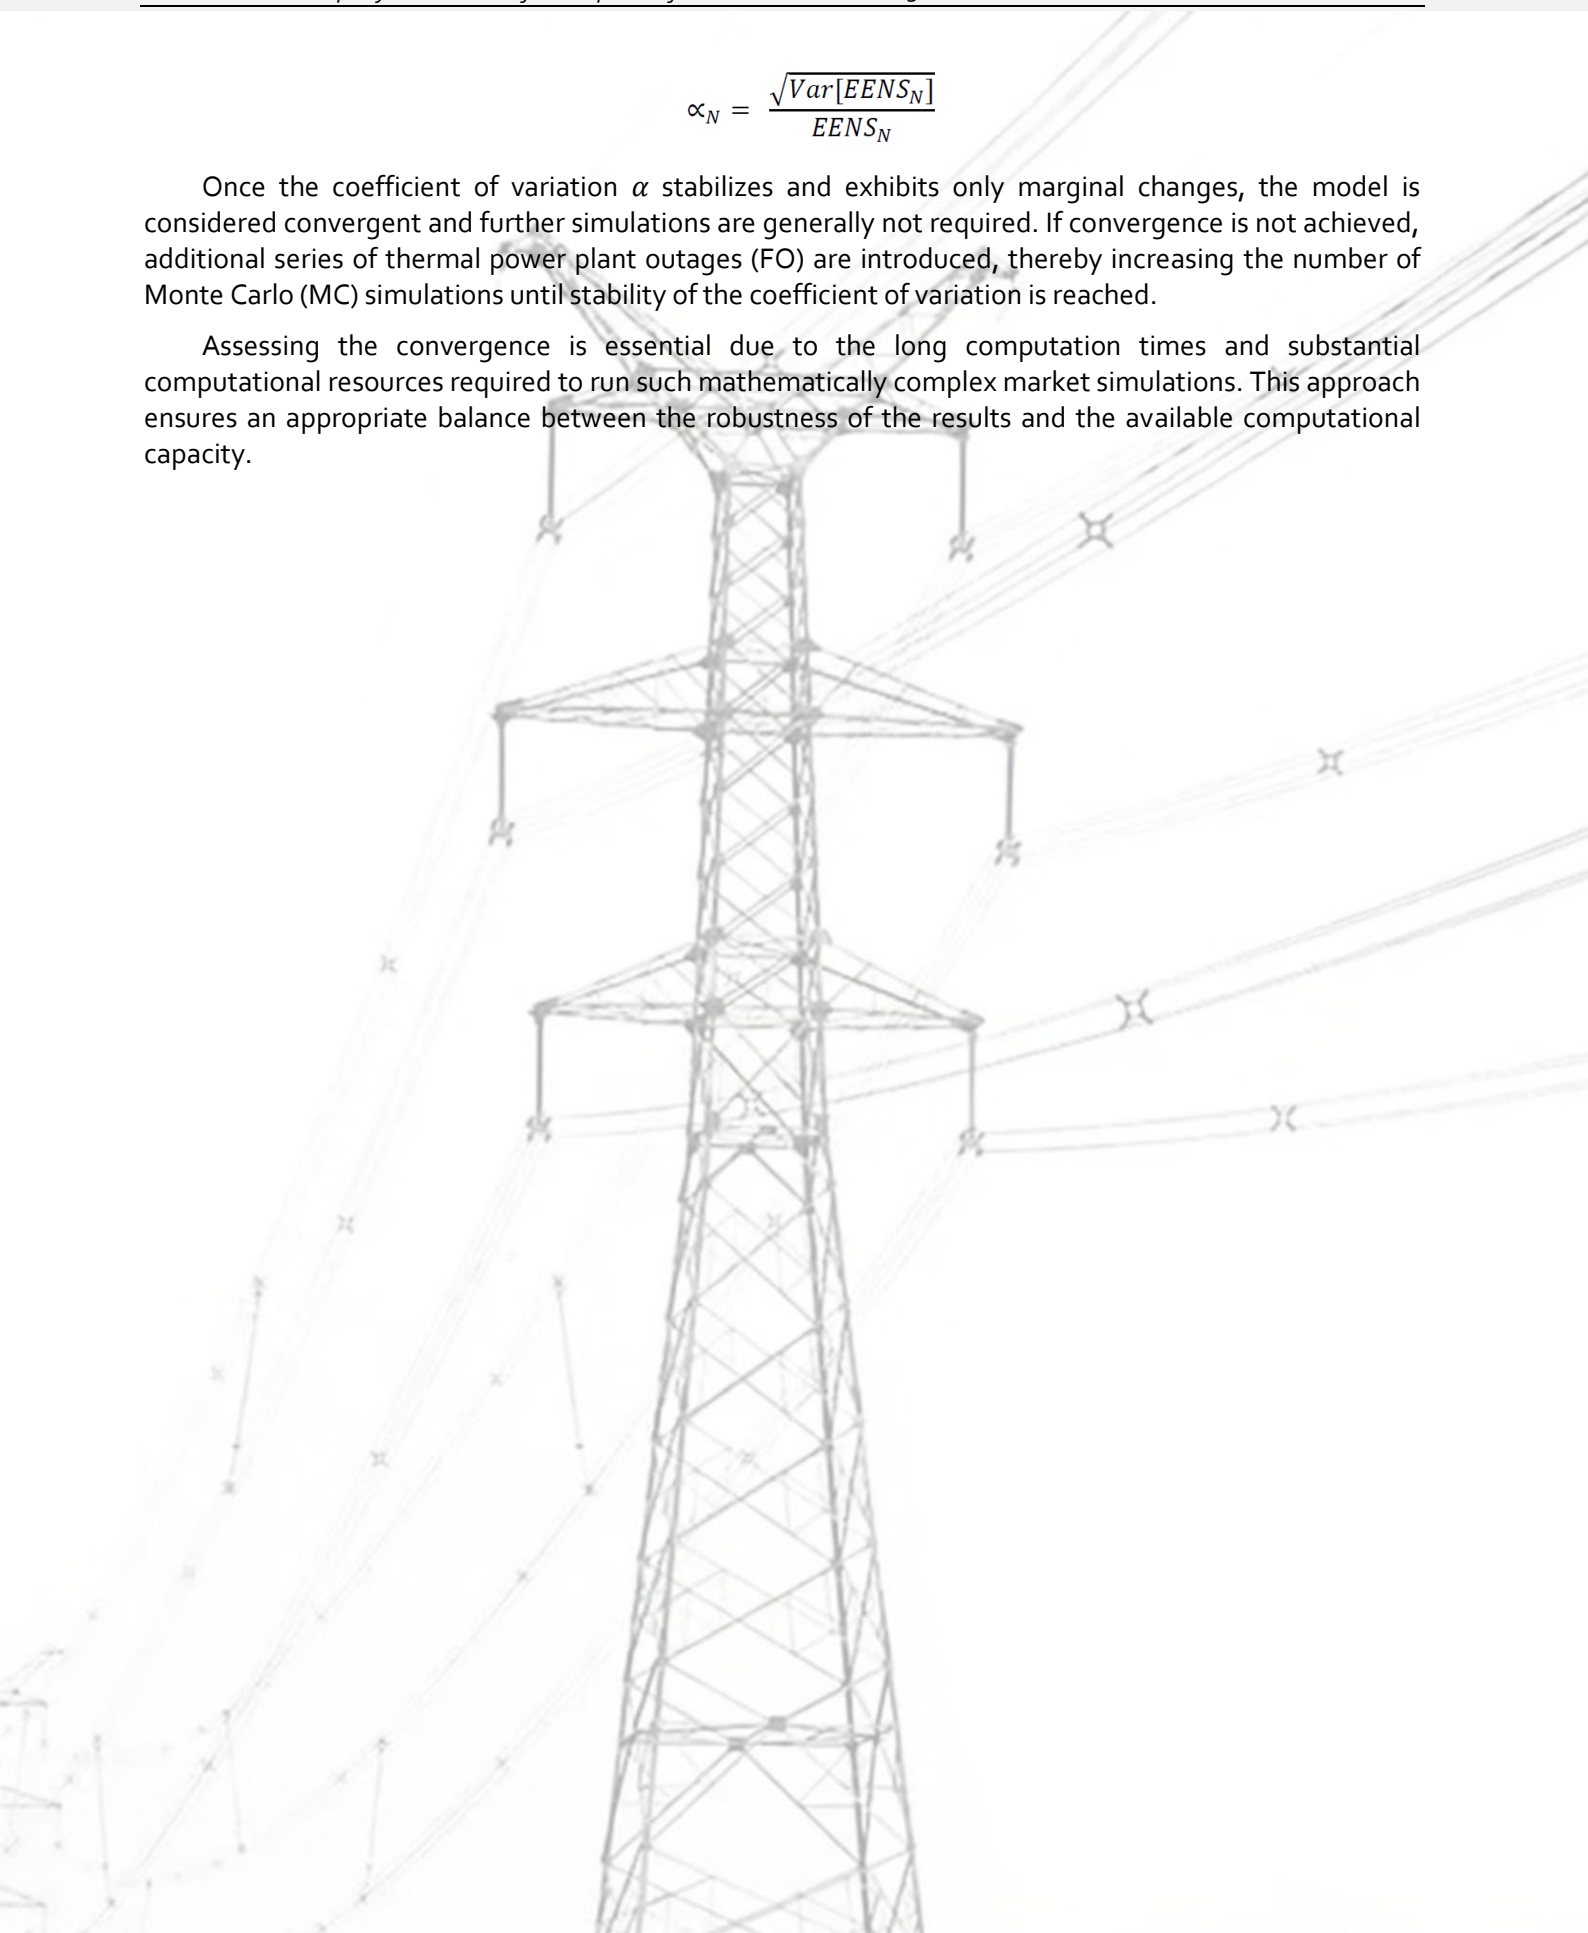 ∝_N = √Var[EENS_N] / EENS_N
Once the coefficient of variation α stabilizes and exhibits only marginal changes, the model is
considered convergent and further simulations are generally not required. If convergence is not achieved,
additional series of thermal power plant outages (FO) are introduced, thereby increasing the number of
Monte Carlo (MC) simulations until stability of the coefficient of variation is reached.
Assessing the convergence is essential due to the long computation times and substantial
computational resources required to run such mathematically complex market simulations. This approach
ensures an appropriate balance between the robustness of the results and the available computational
capacity.